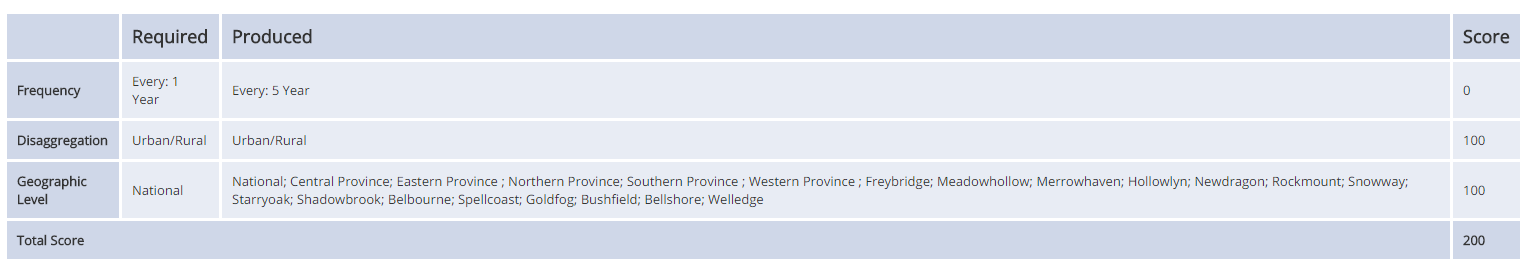 Required Produced Score
Frequency Every: 1 Year Every: 5 Year 0
Disaggregation Urban/Rural Urban/Rural 100
Geographic Level National National; Central Province; Eastern Province ; Northern Province; Southern Province ; Western Province ; Freybridge; Meadowhollow; Merrowhaven; Hollowlyn; Newdragon; Rockmount; Snowway; Starryoak; Shadowbrook; Belbourne; Spellcoast; Goldfog; Bushfield; Bellshore; Welledge 100
Total Score 200